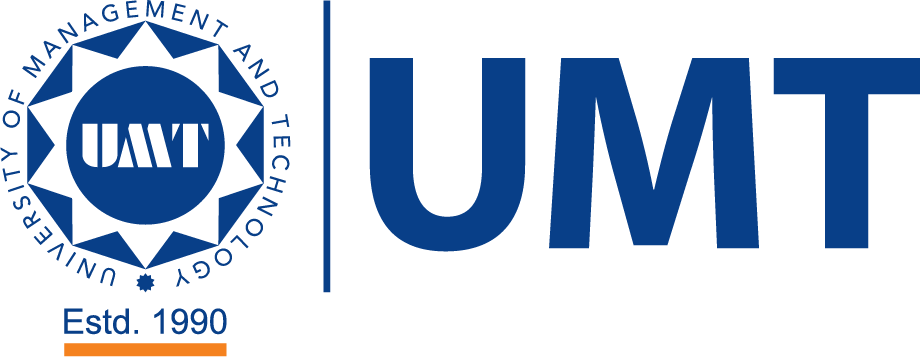 UNIVERSITY OF MANAGEMENT AND TECHNOLOGY
UMT
Estd. 1990
UMT